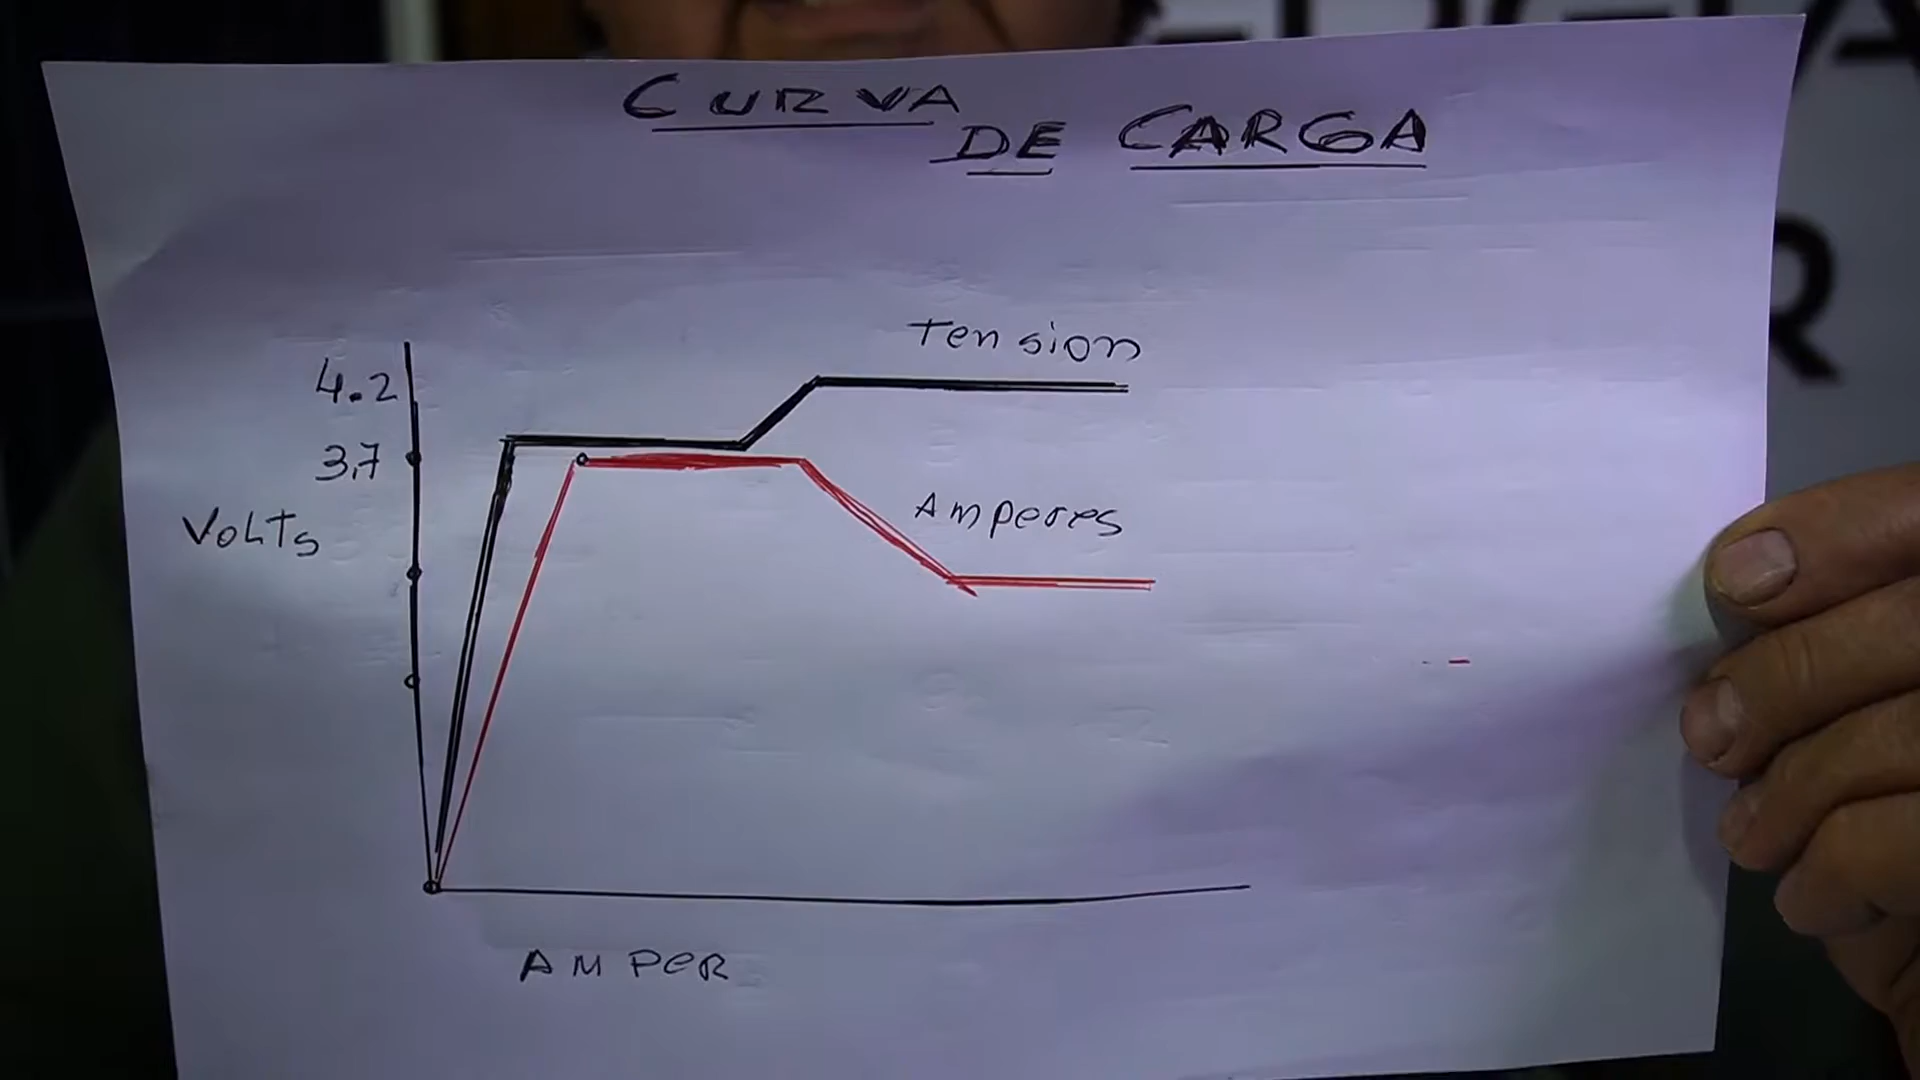 CURVA
DE CARGA
Tension
4.2
3,7
Volts
Amperes
AMPER